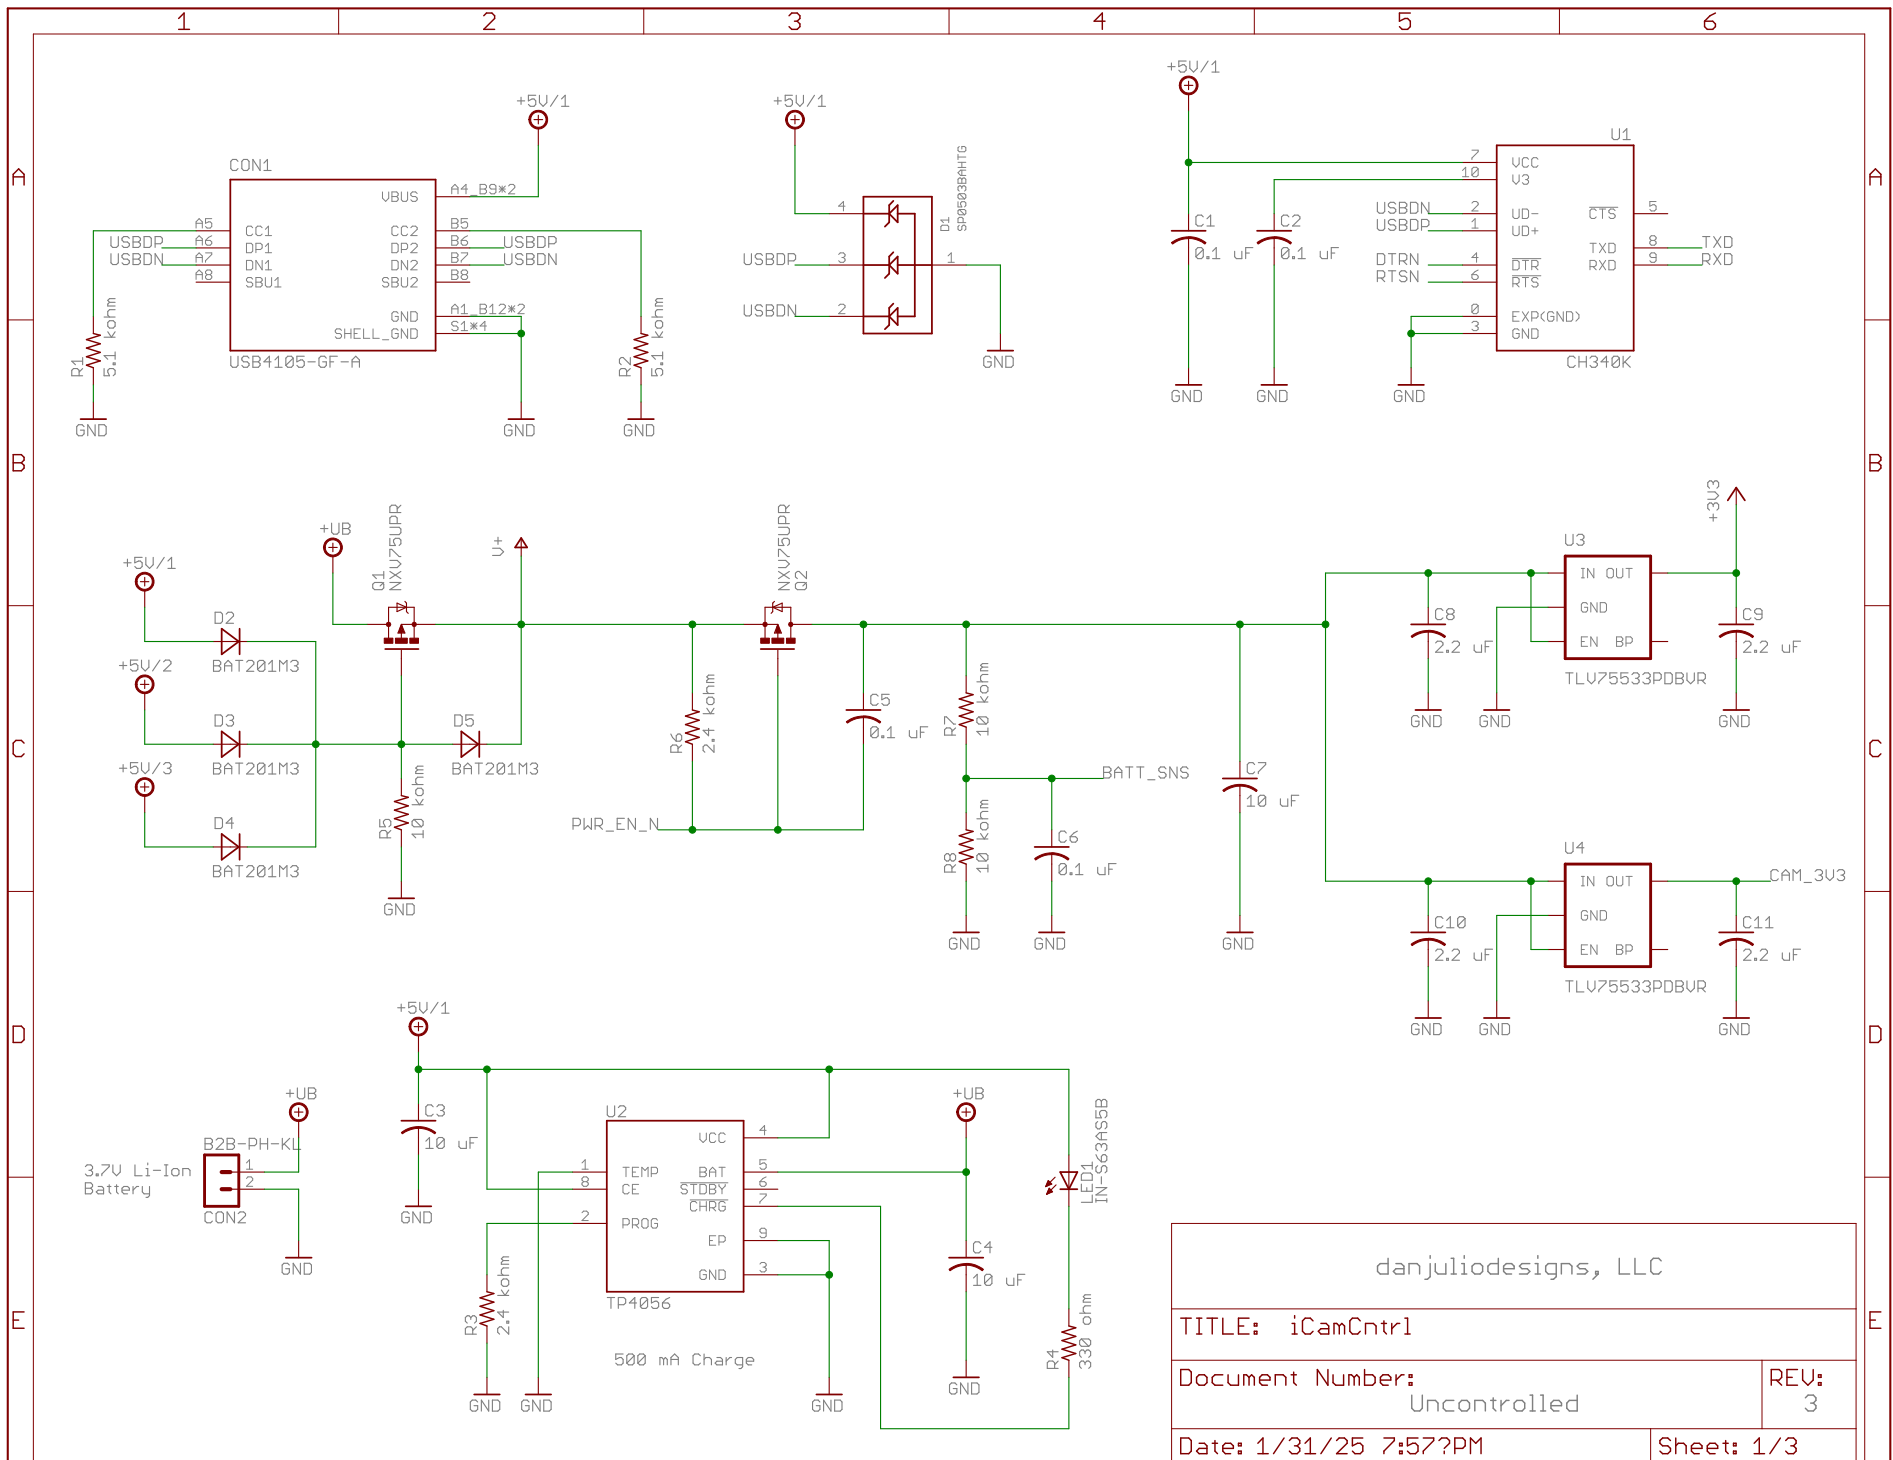 1 2 3 4 5 6
A
B
C
D
E
A
B
C
D
E
+5V/1
CON1
VBUS
A4_B9*2
A5
CC1
CC2
B5
USBDP
A6
DP1
DP2
B6
USBDP
USBDN
A7
DN1
DN2
B7
USBDN
A8
SBU1
SBU2
B8
GND
A1_B12*2
SHELL_GND
S1*4
USB4105-GF-A
R1
5.1 kohm
GND
GND
R2
5.1 kohm
GND
+5V/1
D1
SP0503BAHTG
4
USBDP
3
1
USBDN
2
GND
+5V/1
U1
7
VCC
10
V3
USBDN
2
UD-
CTS
5
USBDP
1
UD+
TXD
8
TXD
DTRN
4
DTR
RXD
9
RXD
RTSN
6
RTS
0
EXP(GND)
3
GND
CH340K
C1
0.1 uF
C2
0.1 uF
GND
GND
GND
+5V/1
D2
BAT201M3
+5V/2
D3
BAT201M3
+5V/3
D4
BAT201M3
+VB
Q1
NXV75UPR
V+
D5
BAT201M3
R5
10 kohm
GND
NXV75UPR
Q2
R6
2.4 kohm
PWR_EN_N
C5
0.1 uF
R7
10 kohm
BATT_SNS
R8
10 kohm
C6
0.1 uF
GND
GND
C7
10 uF
GND
+3V3
U3
IN OUT
GND
EN BP
TLV75533PDBVR
C8
2.2 uF
C9
2.2 uF
GND
GND
GND
U4
IN OUT
GND
EN BP
TLV75533PDBVR
CAM_3V3
C10
2.2 uF
C11
2.2 uF
GND
GND
GND
+VB
B2B-PH-KL
3.7V Li-Ion
Battery
1
2
CON2
GND
+5V/1
C3
10 uF
GND
U2
VCC
4
1
TEMP
BAT
5
8
CE
STDBY
6
CHRG
7
2
PROG
EP
9
GND
3
TP4056
R3
2.4 kohm
500 mA Charge
GND
GND
GND
+VB
C4
10 uF
GND
LED1
IN-S63AS5B
R4
330 ohm
danjuliodesigns, LLC
TITLE: iCamCntrl
Document Number:
Uncontrolled
REV:
3
Date: 1/31/25 7:57?PM
Sheet: 1/3